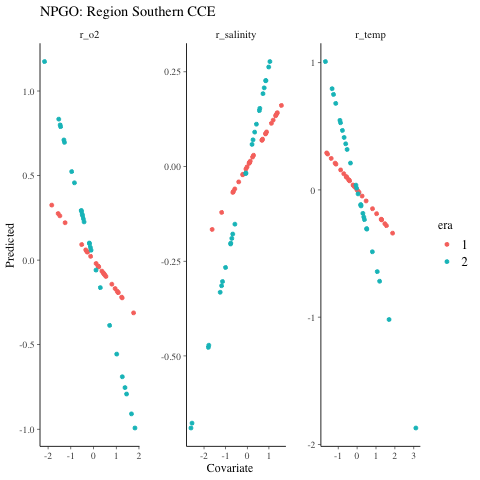 NPGO: Region Southern CCE
r_o2 r_salinity r_temp
Predicted
1.0
0.5
0.0
-0.5
-1.0
0.25
0.00
-0.25
-0.50
1
0
-1
-2
-2 -1 0 1 2
-2 -1 0 1
-1 0 1 2 3
Covariate
era
1
2